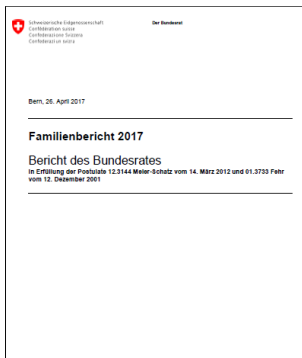 Schweizerische Eidgenossenschaft
Confédération suisse
Confederazione Svizzera
Confederaziun svizra
Der Bundesrat
Bern, 26. April 2017
Familienbericht 2017
Bericht des Bundesrates
In Erfüllung der Postulate 12.3144 Meier-Schatz vom 14. März 2012 und 01.3733 Fehr
vom 12. Dezember 2001